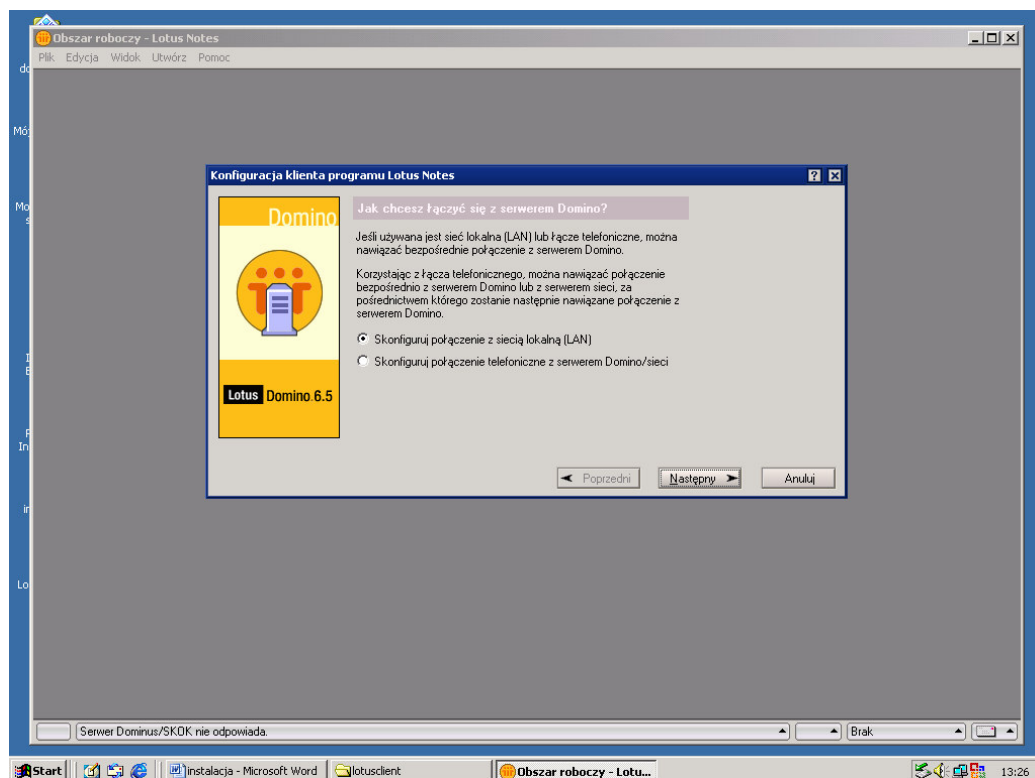 Obszar roboczy - Lotus Notes
Plik Edycja Widok Utwórz Pomoc
Konfiguracja klienta programu Lotus Notes
Domino
Lotus Domino 6.5
Jak chcesz łączyć się z serwerem Domino?
Jeśli używana jest sieć lokalna (LAN) lub łącze telefoniczne, można
nawiązać bezpośrednie połączenie z serwerem Domino.
Korzystając z łącza telefonicznego, można nawiązać połączenie
bezpośrednio z serwerem Domino lub z serwerem sieci, za
pośrednictwem którego zostanie następnie nawiązane połączenie z
serwerem Domino.
Skonfiguruj połączenie z siecią lokalną (LAN)
Skonfiguruj połączenie telefoniczne z serwerem Domino/sieci
Poprzedni Następny Anuluj
Serwer Dominus/SKOK nie odpowiada. Brak
Start instalacja - Microsoft Word lotusclient Obszar roboczy - Lotu... 13:26